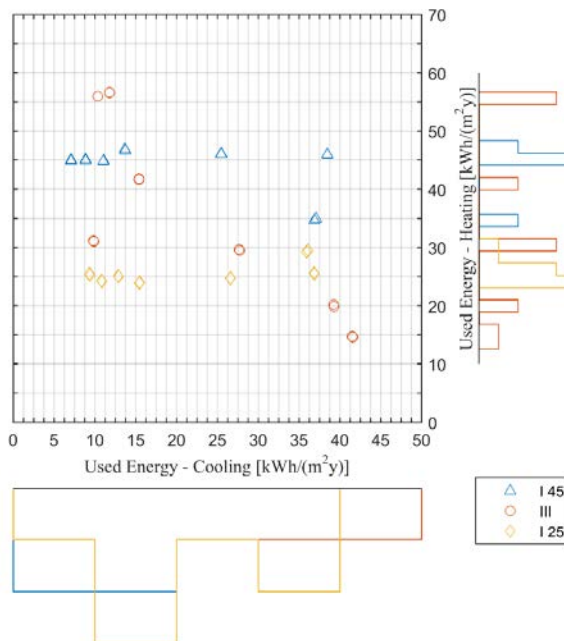 70
60
50
40
30
20
10
0
Used Energy - Heating [kWh/(m²y)]
0 5 10 15 20 25 30 35 40 45 50
Used Energy - Cooling [kWh/(m²y)]
I 45
III
I 25